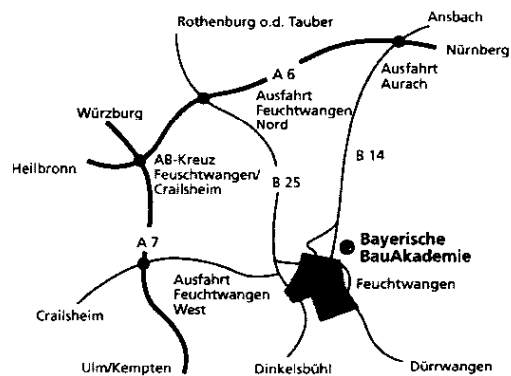 Rothenburg o.d. Tauber
Ansbach
Nürnberg
A 6
Ausfahrt
Aurach
Ausfahrt
Feuchtwangen
Nord
Würzburg
Heilbronn
AB-Kreuz
Feuschtwangen/
Crailsheim
B 14
B 25
A 7
Bayerische
BauAkademie
Feuchtwangen
Ausfahrt
Feuchtwangen
West
Crailsheim
Ulm/Kempten
Dinkelsbühl
Dürrwangen